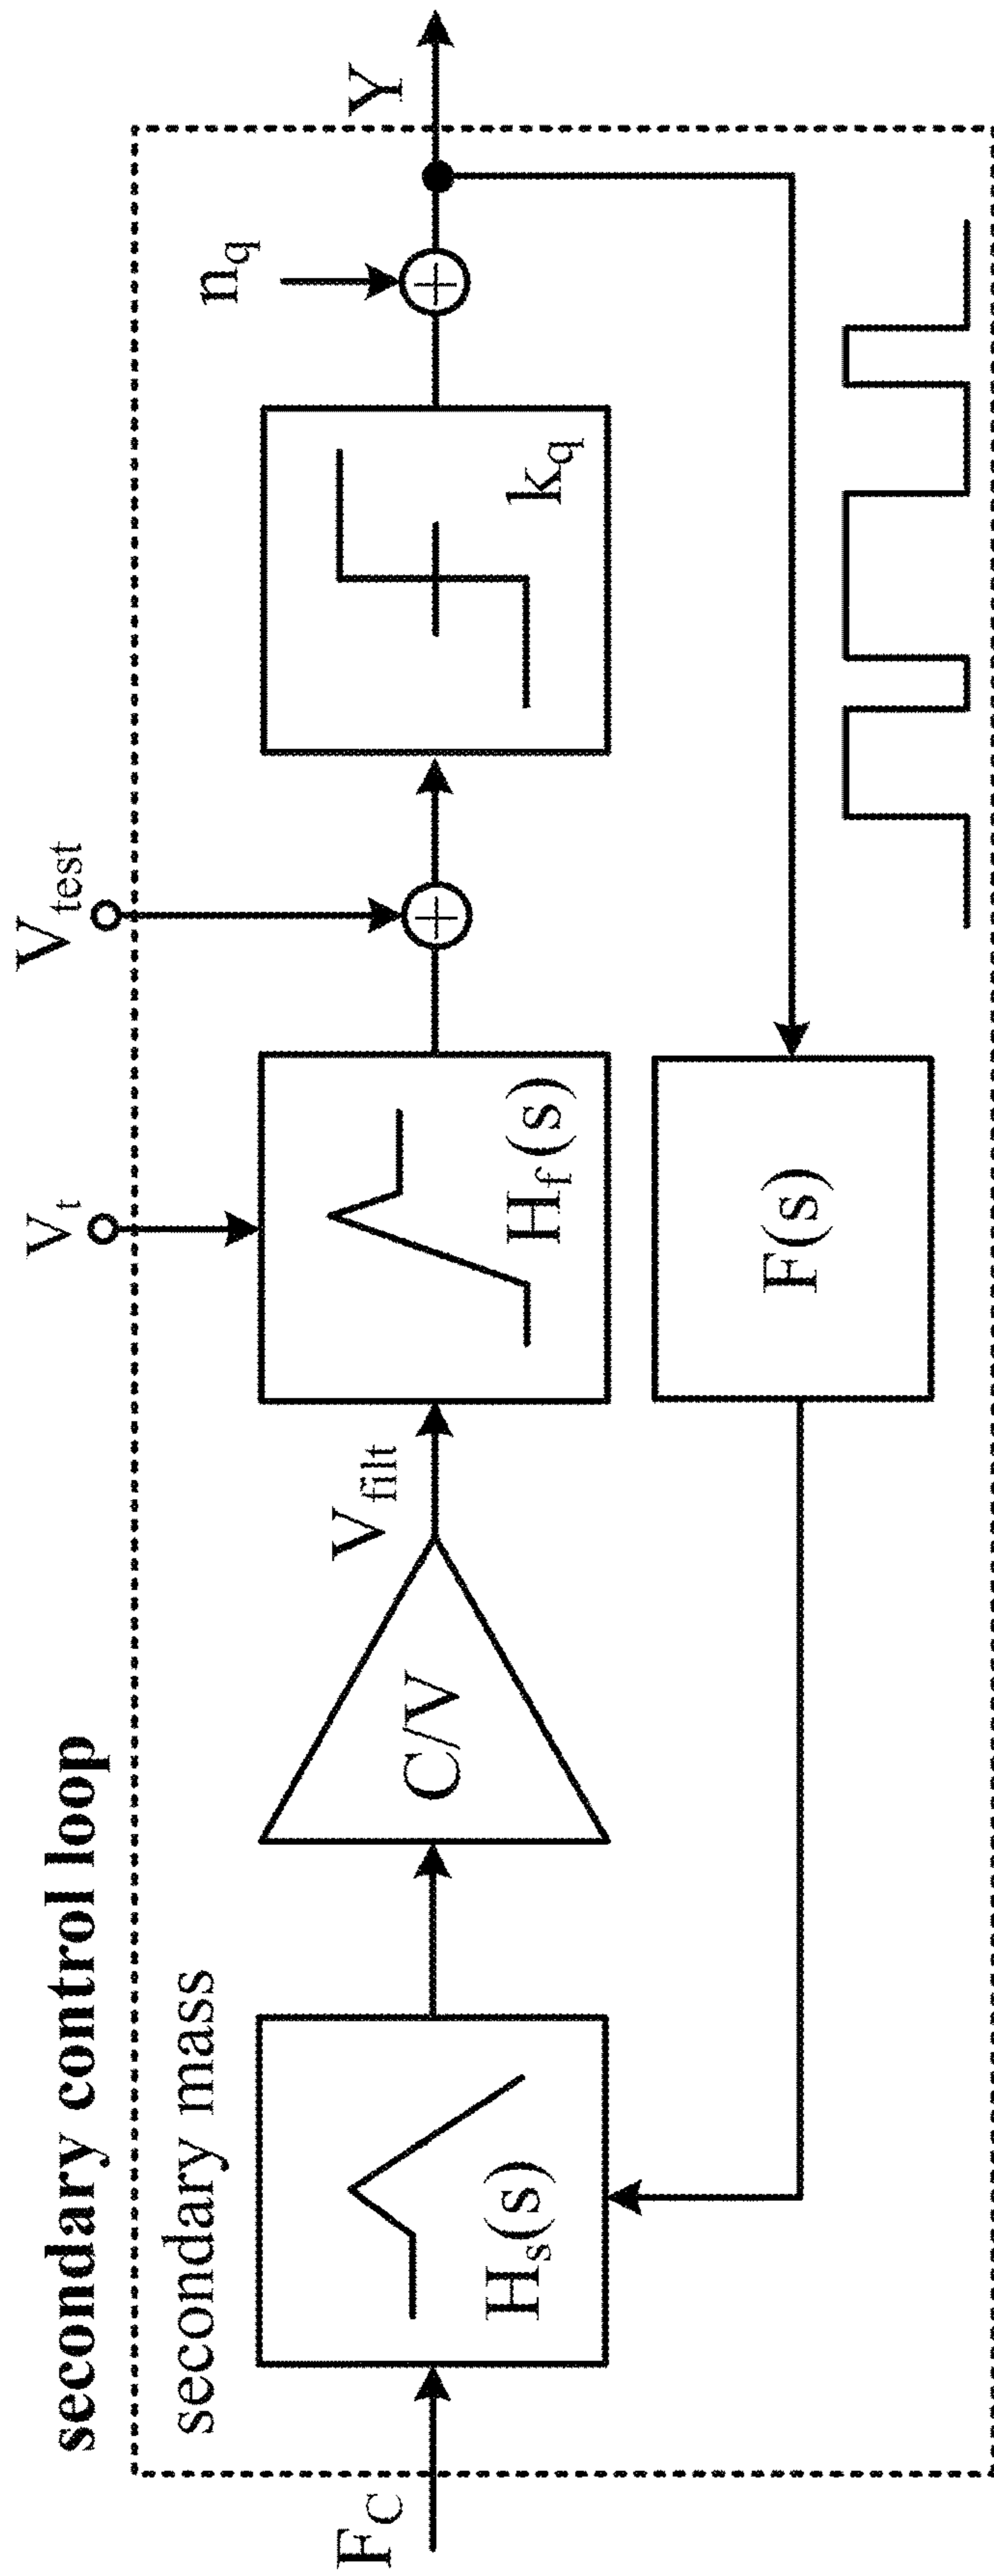 secondary control loop
secondary mass
F_C
H_s(s)
C/V
V_filt
V_t
H_f(s)
V_test
k_q
n_q
Y
F(s)